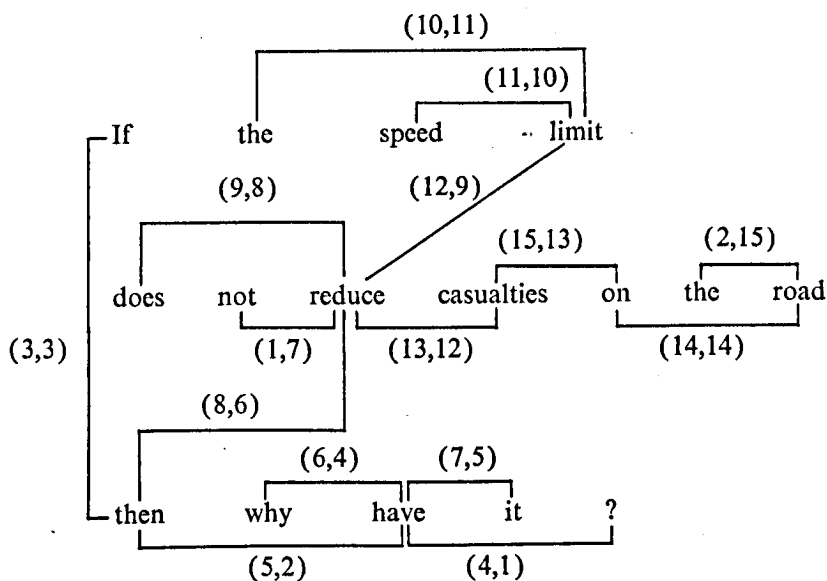 (10,11)
(11,10)
If the speed limit
(9,8) (12,9)
(15,13) (2,15)
does not reduce casualties on the road
(3,3) (1,7) (13,12) (14,14)
(8,6)
(6,4) (7,5)
then why have it ?
(5,2) (4,1)